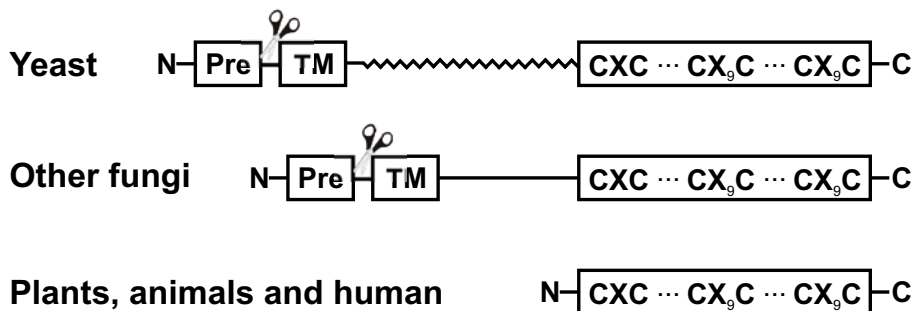 Yeast N Pre TM CXC ... CX₉C ... CX₉C C
Other fungi N Pre TM CXC ... CX₉C ... CX₉C C
Plants, animals and human N CXC ... CX₉C ... CX₉C C